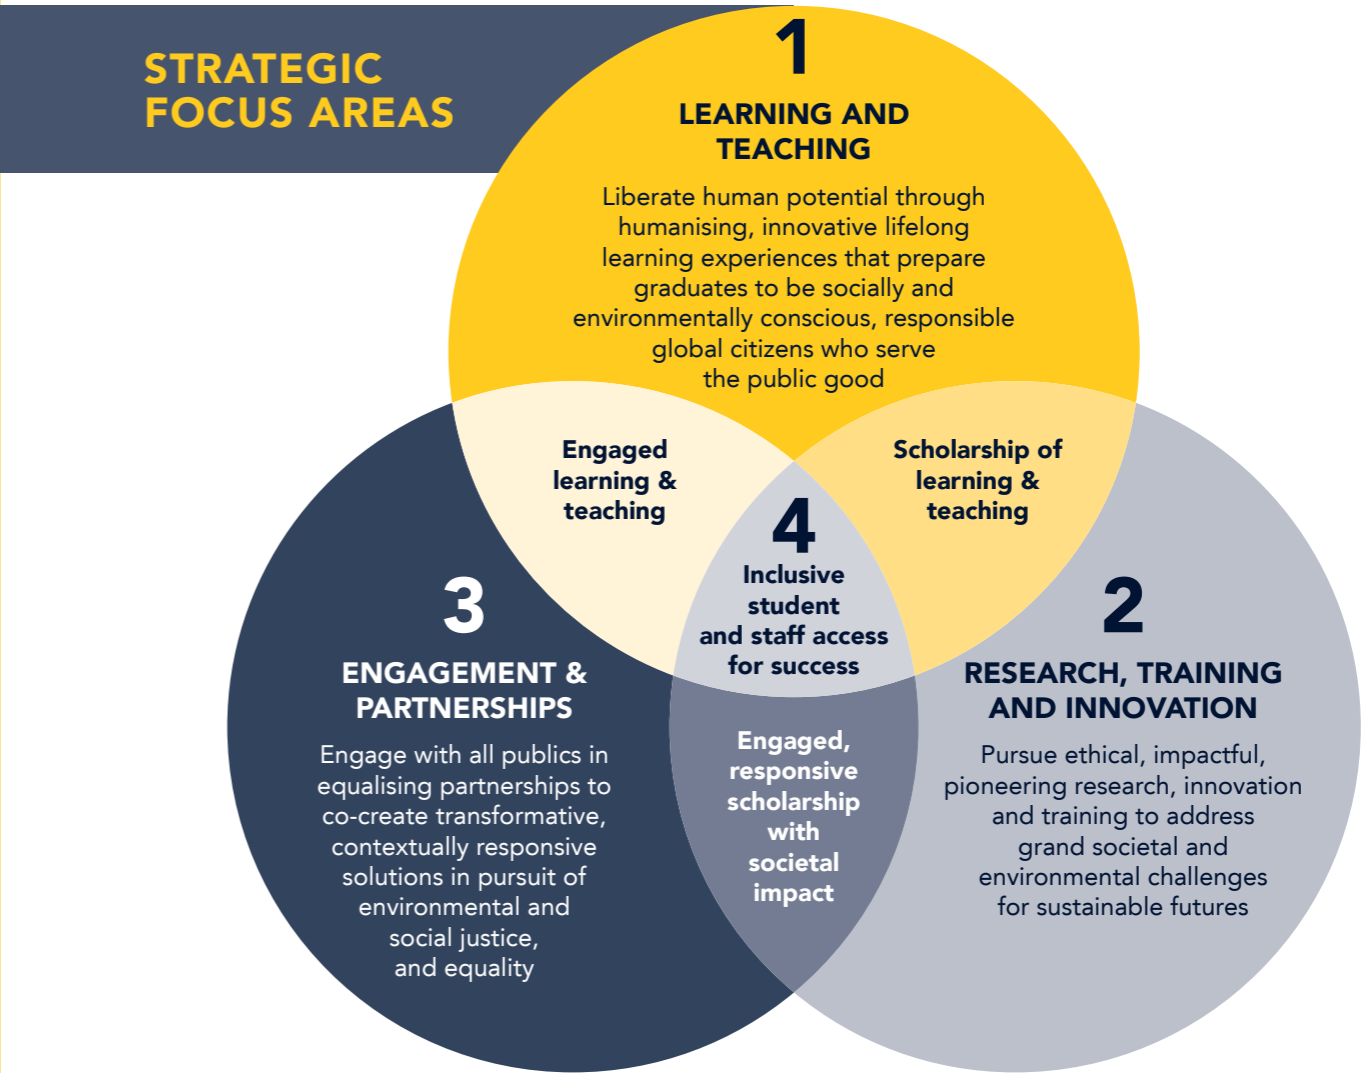 STRATEGIC
FOCUS AREAS
1
LEARNING AND
TEACHING
Liberate human potential through
humanising, innovative lifelong
learning experiences that prepare
graduates to be socially and
environmentally conscious, responsible
global citizens who serve
the public good
Engaged
learning &
teaching
Scholarship of
learning &
teaching
4
Inclusive
student
and staff access
for success
3
ENGAGEMENT &
PARTNERSHIPS
Engage with all publics in
equalising partnerships to
co-create transformative,
contextually responsive
solutions in pursuit of
environmental and
social justice,
and equality
2
RESEARCH, TRAINING
AND INNOVATION
Pursue ethical, impactful,
pioneering research, innovation
and training to address
grand societal and
environmental challenges
for sustainable futures
Engaged,
responsive
scholarship
with
societal
impact